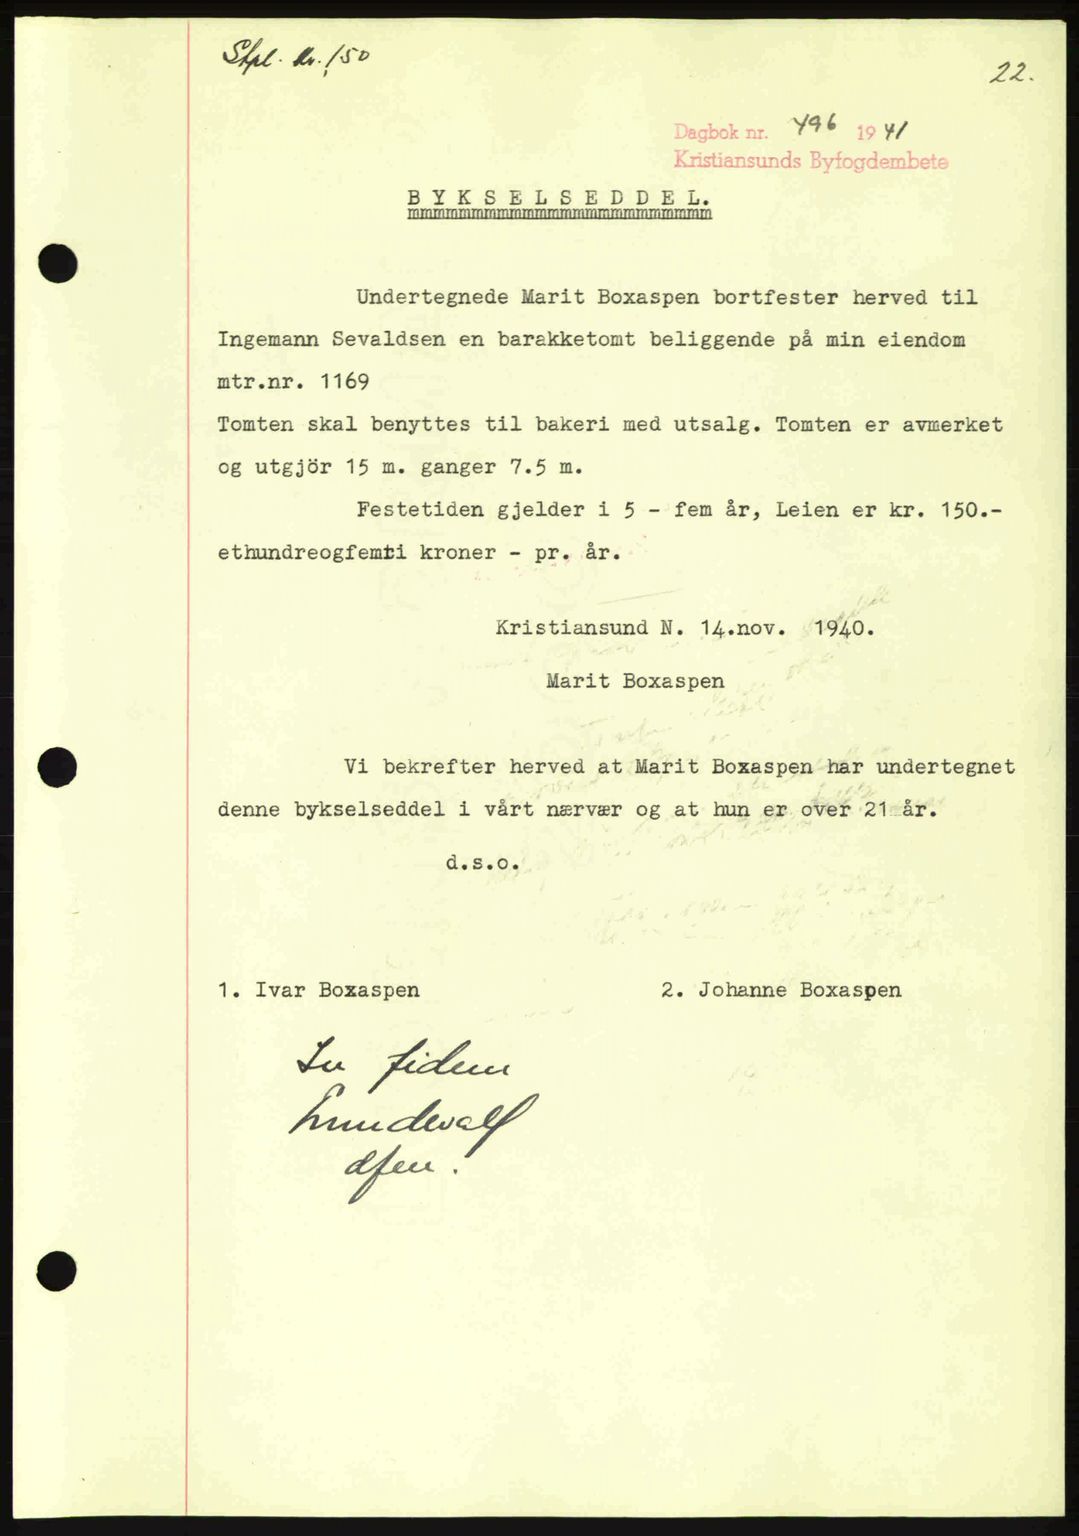 Stpl. kr. 1,50
22.
Dagbok nr. 496 1941
Kristiansunds Byfogdembete
BYKSELSEDDEL.
Undertegnede Marit Boxaspen bortfester herved til
Ingemann Sevaldsen en barakketomt beliggende på min eiendom
mtr.nr. 1169
Tomten skal benyttes til bakeri med utsalg. Tomten er avmerket
og utgjör 15 m. ganger 7.5 m.
Festetiden gjelder i 5 - fem år, Leien er kr. 150.-
ethundreogfemti kroner - pr. år.
Kristiansund N. 14.nov. 1940.
Marit Boxaspen
Vi bekrefter herved at Marit Boxaspen har undertegnet
denne bykselseddel i vårt nærvær og at hun er over 21 år.
d.s.o.
1. Ivar Boxaspen 2. Johanne Boxaspen
In fidem